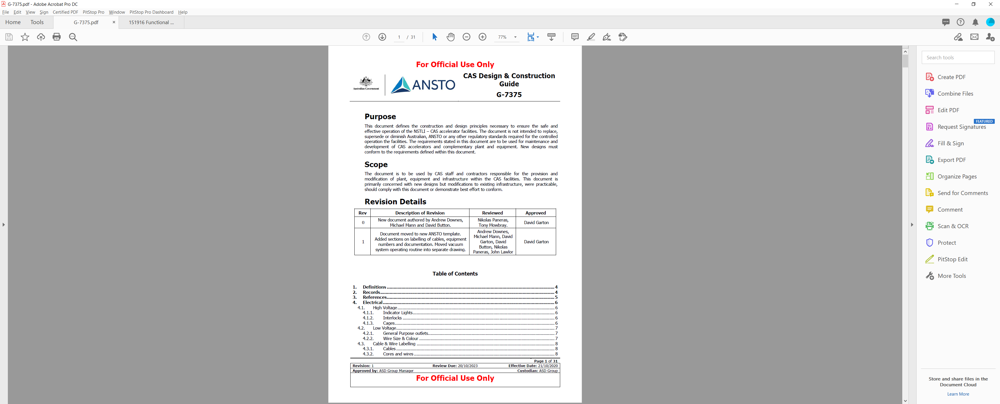 G-7375.pdf - Adobe Acrobat Pro DC
File Edit View Sign Certified PDF PitStop Pro Window PitStop Pro Dashboard Help
Home Tools G-7375.pdf × 151916 Functional ...
1 / 31 77%
For Official Use Only
Australian Government
ANSTO
CAS Design & Construction
Guide
G-7375
Purpose
This document defines the construction and design principles necessary to ensure the safe and
effective operation of the NSTLI – CAS accelerator facilities. The document is not intended to replace,
supersede or diminish Australian, ANSTO or any other regulatory standards required for the controlled
operation the facilities. The requirements stated in this document are to be used for maintenance and
development of CAS accelerators and complementary plant and equipment. New designs must
conform to the requirements defined within this document.
Scope
The document is to be used by CAS staff and contractors responsible for the provision and
modification of plant, equipment and infrastructure within the CAS facilities. This document is
primarily concerned with new designs but modifications to existing infrastructure, were practicable,
should comply with this document or demonstrate best effort to conform.
Revision Details
Rev Description of Revision Reviewed Approved
0 New document authored by Andrew Downes, Michael Mann and David Button. Nikolas Paneras, Tony Mowbray. David Garton
1 Document moved to new ANSTO template. Added sections on labelling of cables, equipment numbers and documentation. Moved vacuum system operating routine into separate drawing. Andrew Downes, Michael Mann, David Garton, David Button, Nikolas Paneras, John Lawlor David Garton
Table of Contents
1. Definitions 4
2. Records 4
3. References 5
4. Electrical 6
4.1. High Voltage 6
4.1.1. Indicator Lights 6
4.1.2. Interlocks 6
4.1.3. Cages 6
4.2. Low Voltage 7
4.2.1. General Purpose outlets 7
4.2.2. Wire Size & Colour 7
4.3. Cable & Wire Labelling 8
4.3.1. Cables 8
4.3.2. Cores and wires 8
Page 1 of 31
Revision: 1 Review Due: 20/10/2023 Effective Date: 21/10/2020
Approved by: ASD Group Manager Custodian: ASD Group
For Official Use Only
Search tools
Create PDF
Combine Files
Edit PDF
FEATURED
Request Signatures
Fill & Sign
Export PDF
Organize Pages
Send for Comments
Comment
Scan & OCR
Protect
PitStop Edit
More Tools
Store and share files in the
Document Cloud
Learn More